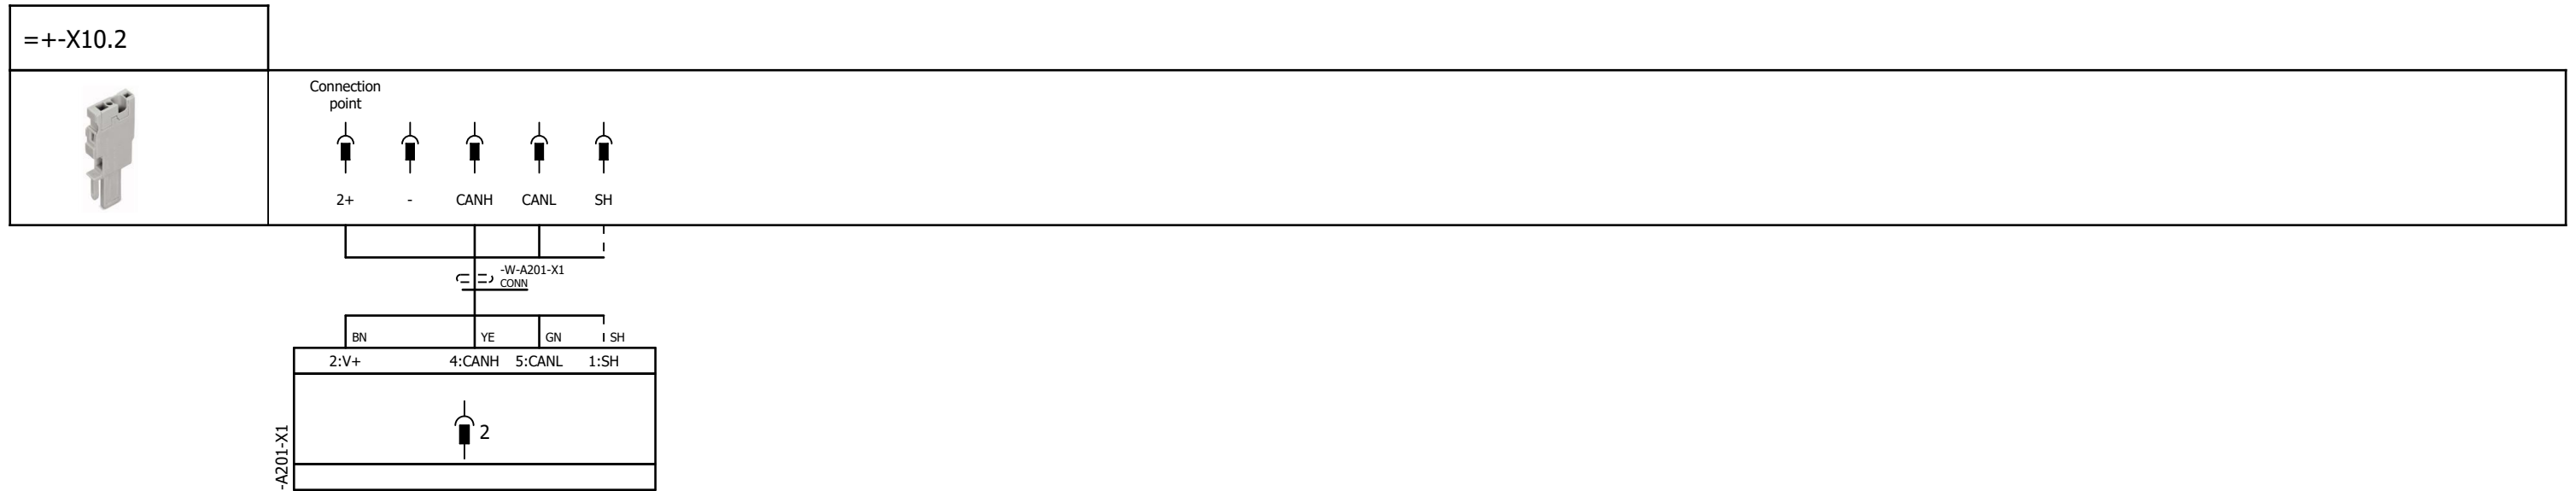 =+-X10.2
Connection
point
2+ - CANH CANL SH
-W-A201-X1
CONN
BN YE GN SH
2:V+ 4:CANH 5:CANL 1:SH
2
-A201-X1